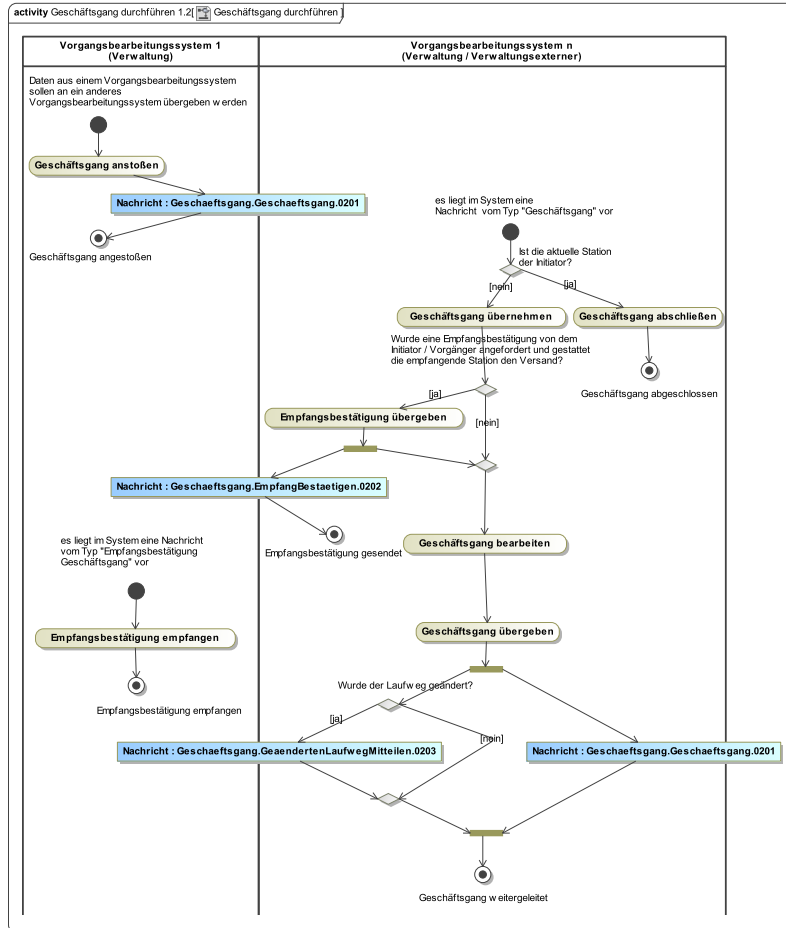 activity Geschäftsgang durchführen 1.2[ Geschäftsgang durchführen ]
Vorgangsbearbeitungssystem 1
(Verwaltung)
Vorgangsbearbeitungssystem n
(Verwaltung / Verwaltungsexterner)
Daten aus einem Vorgangsbearbeitungssystem
sollen an ein anderes
Vorgangsbearbeitungssystem übergeben werden
Geschäftsgang anstoßen
Nachricht : Geschaeftsgang.Geschaeftsgang.0201
Geschäftsgang angestoßen
es liegt im System eine
Nachricht vom Typ "Geschäftsgang" vor
Ist die aktuelle Station
der Initiator?
[nein]
[ja]
Geschäftsgang übernehmen
Geschäftsgang abschließen
Wurde eine Empfangsbestätigung von dem
Initiator / Vorgänger angefordert und gestattet
die empfangende Station den Versand?
Geschäftsgang abgeschlossen
[ja]
[nein]
Empfangsbestätigung übergeben
Nachricht : Geschaeftsgang.EmpfangBestaetigen.0202
Empfangsbestätigung gesendet
es liegt im System eine Nachricht
vom Typ "Empfangsbestätigung
Geschäftsgang" vor
Geschäftsgang bearbeiten
Empfangsbestätigung empfangen
Geschäftsgang übergeben
Empfangsbestätigung empfangen
Wurde der Laufweg geändert?
[ja]
[nein]
Nachricht : Geschaeftsgang.GeaendertenLaufwegMitteilen.0203
Nachricht : Geschaeftsgang.Geschaeftsgang.0201
Geschäftsgang weitergeleitet